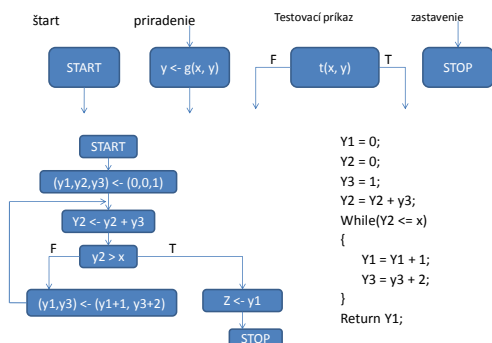 štart
priradenie
Testovací príkaz
zastavenie
START
y <- g(x, y)
F
t(x, y)
T
STOP
START
(y1,y2,y3) <- (0,0,1)
Y2 <- y2 + y3
F
y2 > x
T
(y1,y3) <- (y1+1, y3+2)
Z <- y1
STOP
Y1 = 0;
Y2 = 0;
Y3 = 1;
Y2 = Y2 + y3;
While(Y2 <= x)
{
Y1 = Y1 + 1;
Y3 = y3 + 2;
}
Return Y1;